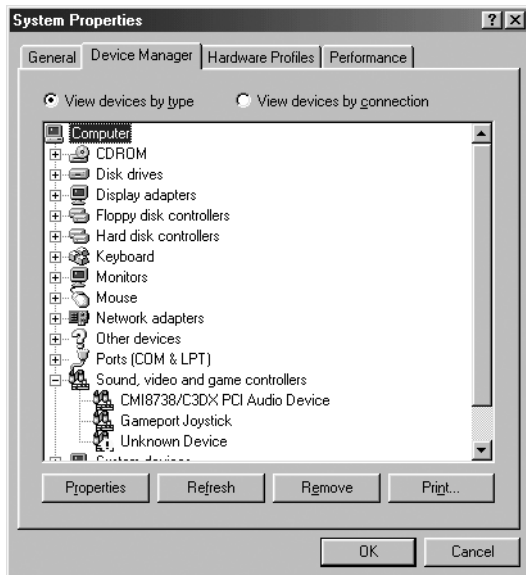 System Properties
General
Device Manager
Hardware Profiles
Performance
View devices by type
View devices by connection
Computer
CDROM
Disk drives
Display adapters
Floppy disk controllers
Hard disk controllers
Keyboard
Monitors
Mouse
Network adapters
Other devices
Ports (COM & LPT)
Sound, video and game controllers
CMI8738/C3DX PCI Audio Device
Gameport Joystick
Unknown Device
System devices
Properties
Refresh
Remove
Print...
OK
Cancel